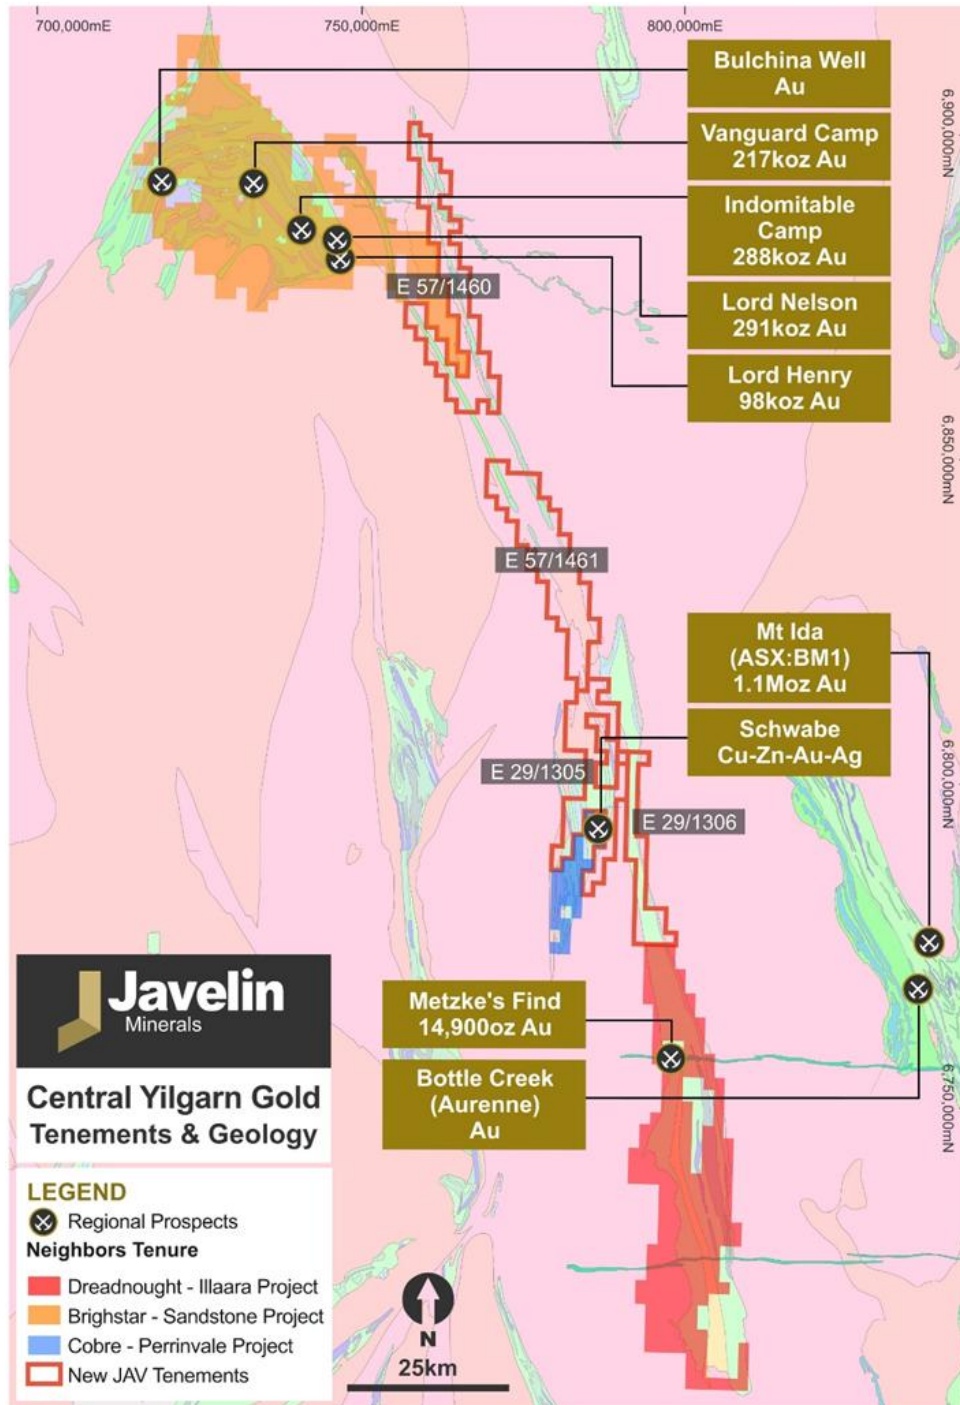 700,000mE
750,000mE
800,000mE
Bulchina Well
Au
6,900,000mN
Vanguard Camp
217koz Au
Indomitable
Camp
288koz Au
E 57/1460
Lord Nelson
291koz Au
Lord Henry
98koz Au
6,850,000mN
E 57/1461
Mt Ida
(ASX:BM1)
1.1Moz Au
Schwabe
Cu-Zn-Au-Ag
6,800,000mN
E 29/1305
E 29/1306
Javelin
Minerals
Metzke's Find
14,900oz Au
Bottle Creek
(Aurenne)
Au
6,750,000mN
Central Yilgarn Gold
Tenements & Geology
LEGEND
Regional Prospects
Neighbors Tenure
Dreadnought - Illaara Project
Brighstar - Sandstone Project
Cobre - Perrinvale Project
New JAV Tenements
N
25km